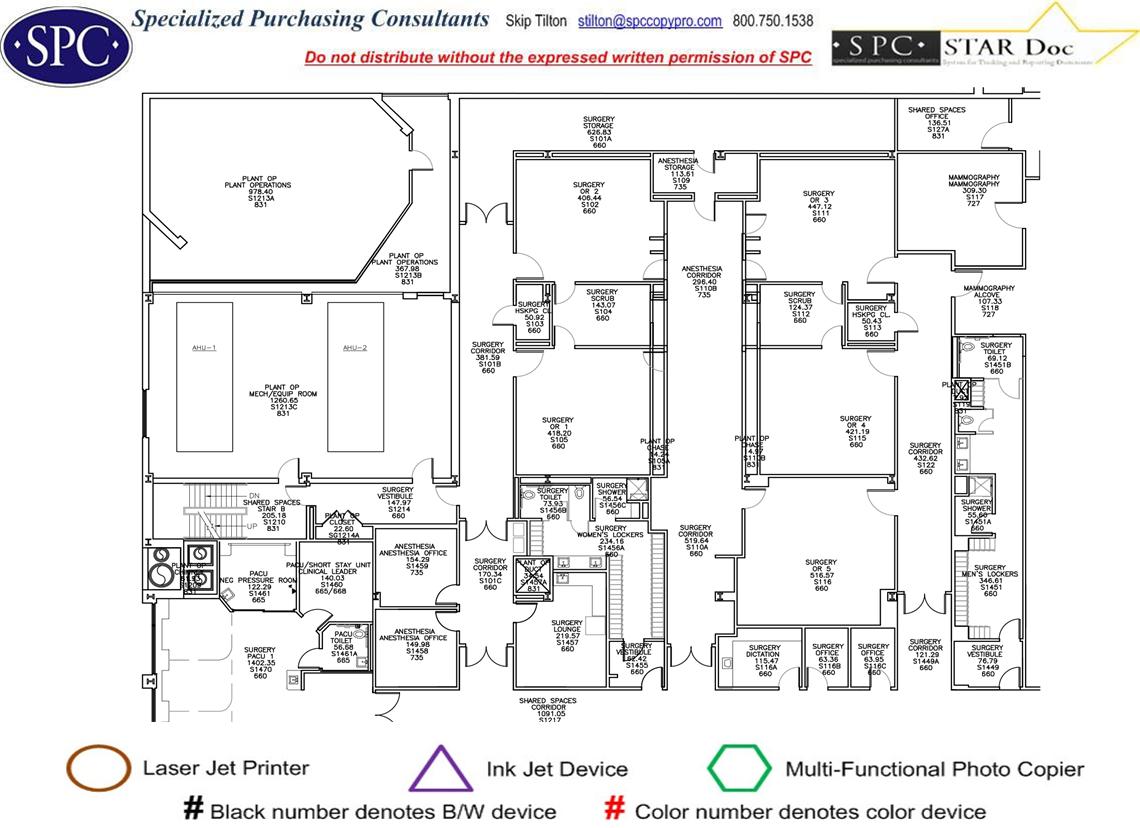 Specialized Purchasing Consultants Skip Tilton stilton@spccopypro.com 800.750.1538
·SPC·
Do not distribute without the expressed written permission of SPC
·SPC· STAR Doc
specialized purchasing consultants System for Tracking and Reporting Documents
SHARED SPACES
OFFICE
136.51
S127A
831
SURGERY
STORAGE
626.83
S101A
660
ANESTHESIA
STORAGE
113.61
S109
735
PLANT OP
PLANT OPERATIONS
978.40
S1213A
831
SURGERY
OR 2
406.44
S102
660
SURGERY
OR 3
447.12
S111
660
MAMMOGRAPHY
MAMMOGRAPHY
309.30
S117
727
PLANT OP
PLANT OPERATIONS
367.98
S1213B
831
ANESTHESIA
CORRIDOR
296.40
S110B
735
MAMMOGRAPHY
ALCOVE
107.33
S118
727
SURGERY
HSKPG CL.
50.92
S103
660
SURGERY
SCRUB
143.07
S104
660
SURGERY
SCRUB
124.37
S112
660
SURGERY
HSKPG CL.
50.43
S113
660
AHU-1
AHU-2
SURGERY
CORRIDOR
381.59
S101B
660
SURGERY
TOILET
69.12
S1451B
660
PLANT OP
MECH/EQUIP ROOM
1260.65
S1213C
831
PLANT OP
831
SURGERY
OR 1
418.20
S105
660
SURGERY
OR 4
421.19
S115
660
PLANT OP
CHASE
14.24
S105A
831
PLANT OP
CHASE
14.97
S110B
831
SURGERY
CORRIDOR
432.62
S122
660
DN
UP
SHARED SPACES
STAIR B
205.18
S1210
831
SURGERY
VESTIBULE
147.97
S1214
660
PLANT OP
CLOSET
22.60
SG1214A
831
SURGERY
TOILET
73.93
S1456B
660
SURGERY
SHOWER
56.54
S1456C
660
SURGERY
WOMEN'S LOCKERS
234.16
S1456A
660
SURGERY
SHOWER
55.60
S1451A
660
SURGERY
CORRIDOR
519.64
S110A
660
PLANT OP
831
PACU
NEG PRESSURE ROOM
122.29
S1461
665
PACU/SHORT STAY UNIT
CLINICAL LEADER
140.03
S1460
665/668
ANESTHESIA
ANESTHESIA OFFICE
154.29
S1459
735
SURGERY
CORRIDOR
170.34
S101C
660
PLANT OP
DUCT
S1457A
831
SURGERY
OR 5
516.57
S116
660
SURGERY
MEN'S LOCKERS
346.61
S1451
660
SURGERY
PACU 1
1402.35
S1470
660
PACU
TOILET
56.68
S1461A
665
ANESTHESIA
ANESTHESIA OFFICE
149.98
S1458
735
SURGERY
LOUNGE
219.57
S1457
660
SURGERY
VESTIBULE
62.42
S1455
660
SURGERY
DICTATION
115.47
S116A
660
SURGERY
OFFICE
63.36
S116B
660
SURGERY
OFFICE
63.95
S116C
660
SURGERY
CORRIDOR
121.29
S1449A
660
SURGERY
VESTIBULE
76.79
S1449
660
SHARED SPACES
CORRIDOR
1091.05
S1217
Laser Jet Printer Ink Jet Device Multi-Functional Photo Copier
# Black number denotes B/W device # Color number denotes color device